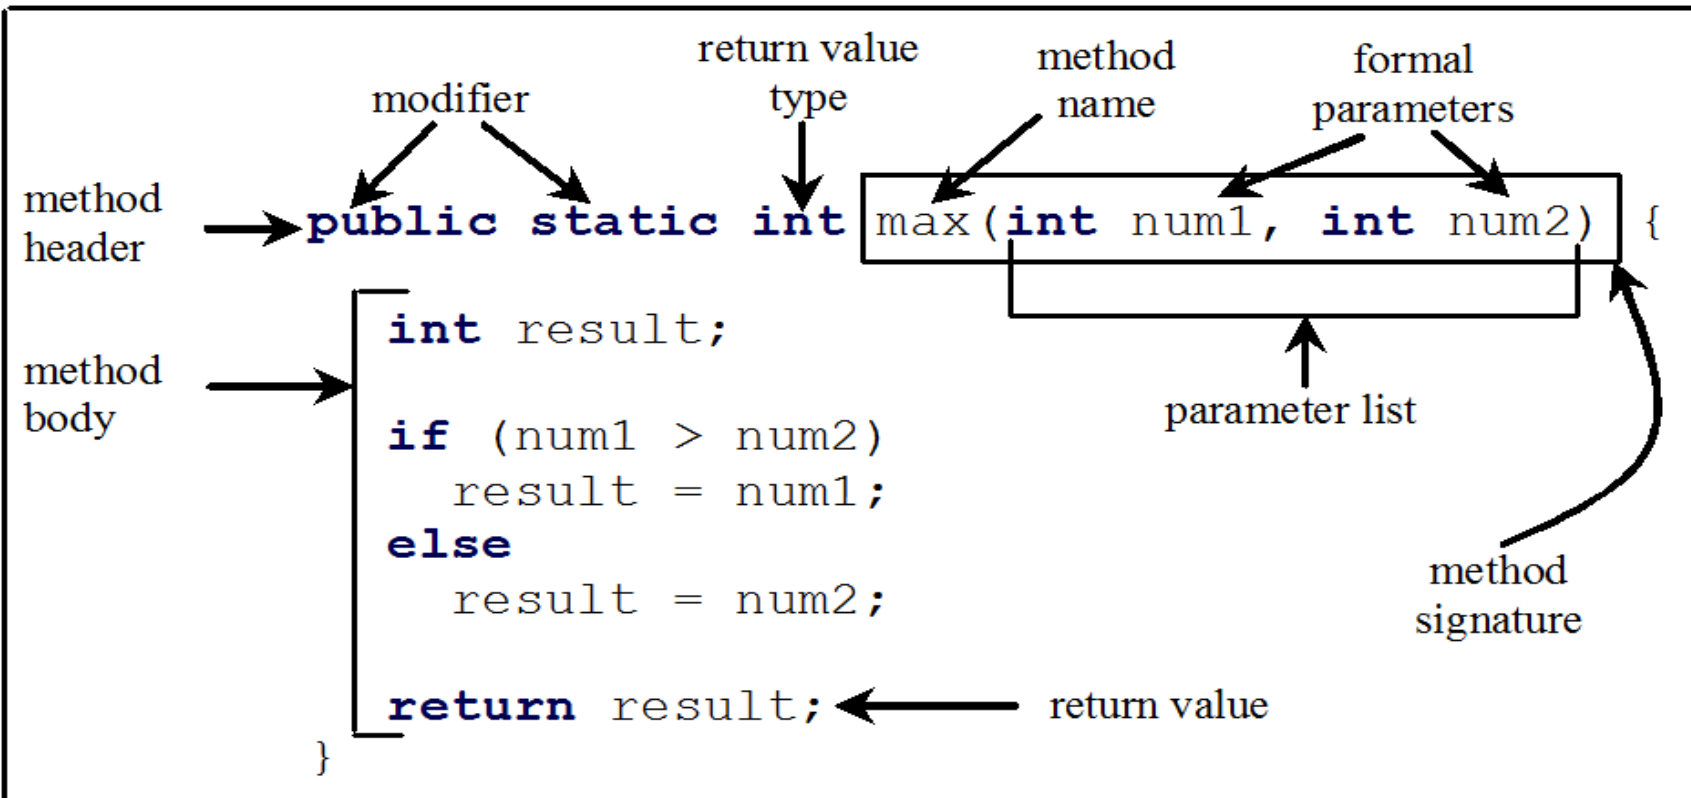 return value
type
method
name
formal
parameters
modifier
method
header
public static int max(int num1, int num2) {
int result;
method
body
if (num1 > num2)
result = num1;
else
result = num2;
parameter list
method
signature
return result;
return value
}